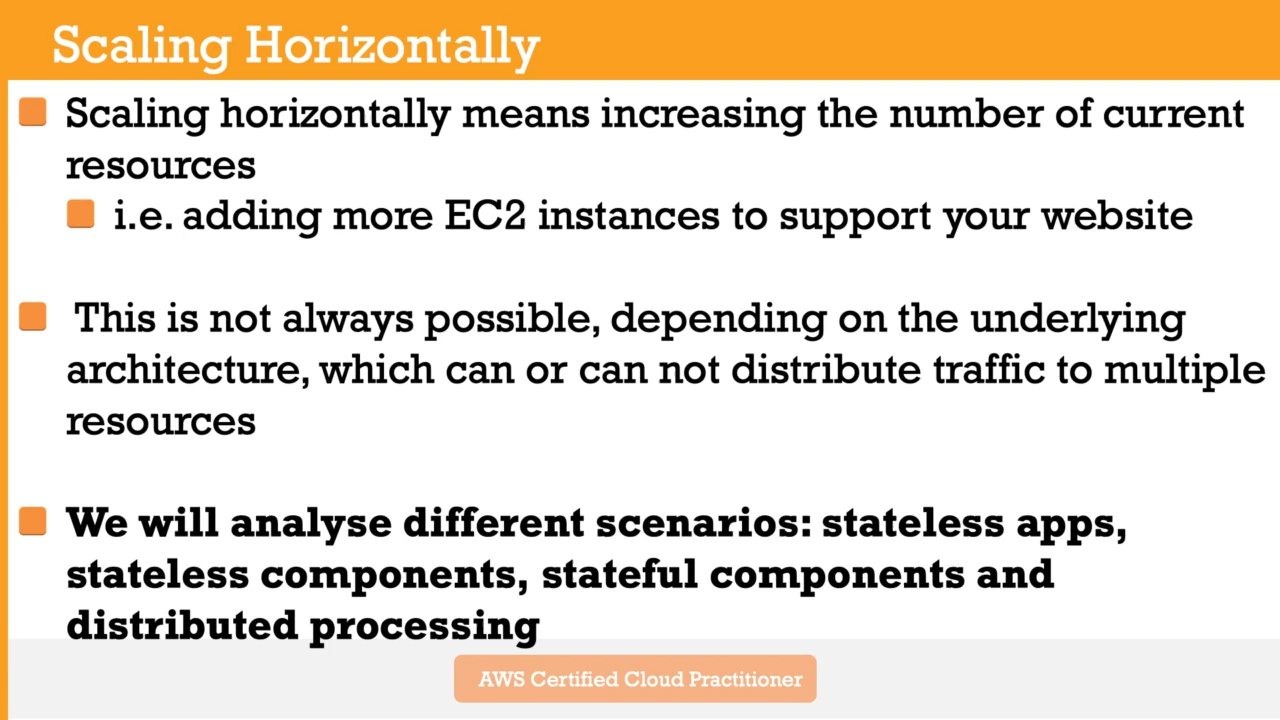 Scaling Horizontally
Scaling horizontally means increasing the number of current
resources
i.e. adding more EC2 instances to support your website
This is not always possible, depending on the underlying
architecture, which can or can not distribute traffic to multiple
resources
We will analyse different scenarios: stateless apps,
stateless components, stateful components and
distributed processing
AWS Certified Cloud Practitioner